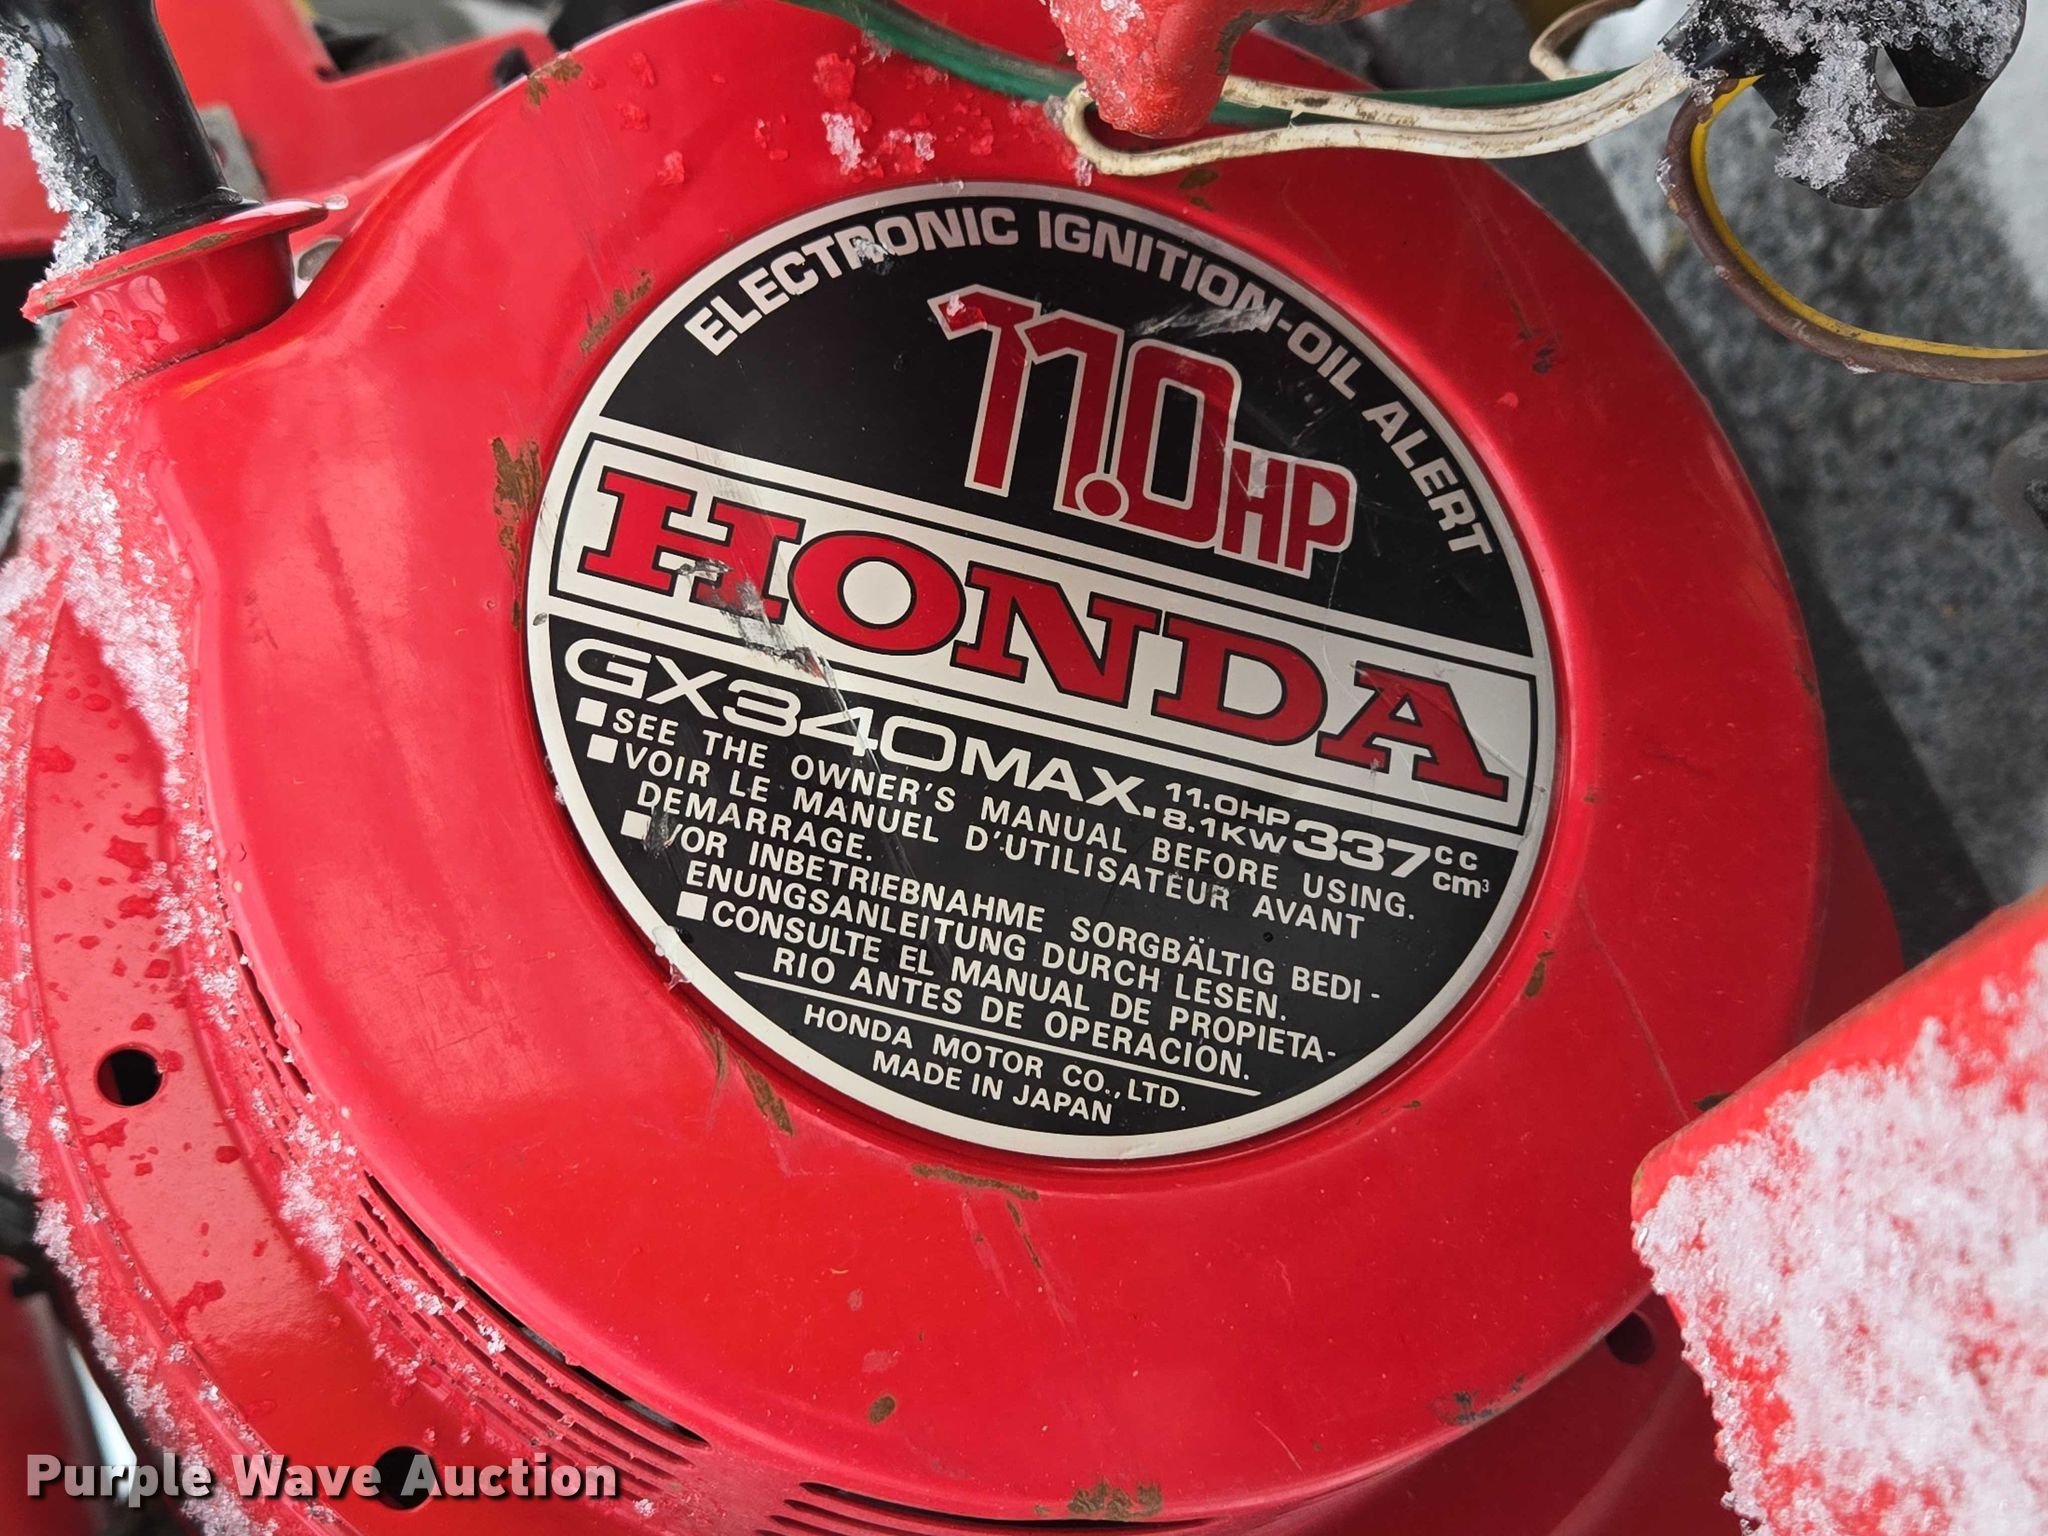 ELECTRONIC IGNITION-OIL ALERT
11.0HP
HONDA
GX340MAX. 11.0HP 8.1KW 337 cc cm³
■ SEE THE OWNER'S MANUAL BEFORE USING.
■ VOIR LE MANUEL D'UTILISATEUR AVANT
DEMARRAGE.
■ VOR INBETRIEBNAHME SORGBÄLTIG BEDI-
ENUNGSANLEITUNG DURCH LESEN.
■ CONSULTE EL MANUAL DE PROPIETA-
RIO ANTES DE OPERACION.
HONDA MOTOR CO., LTD.
MADE IN JAPAN
Purple Wave Auction